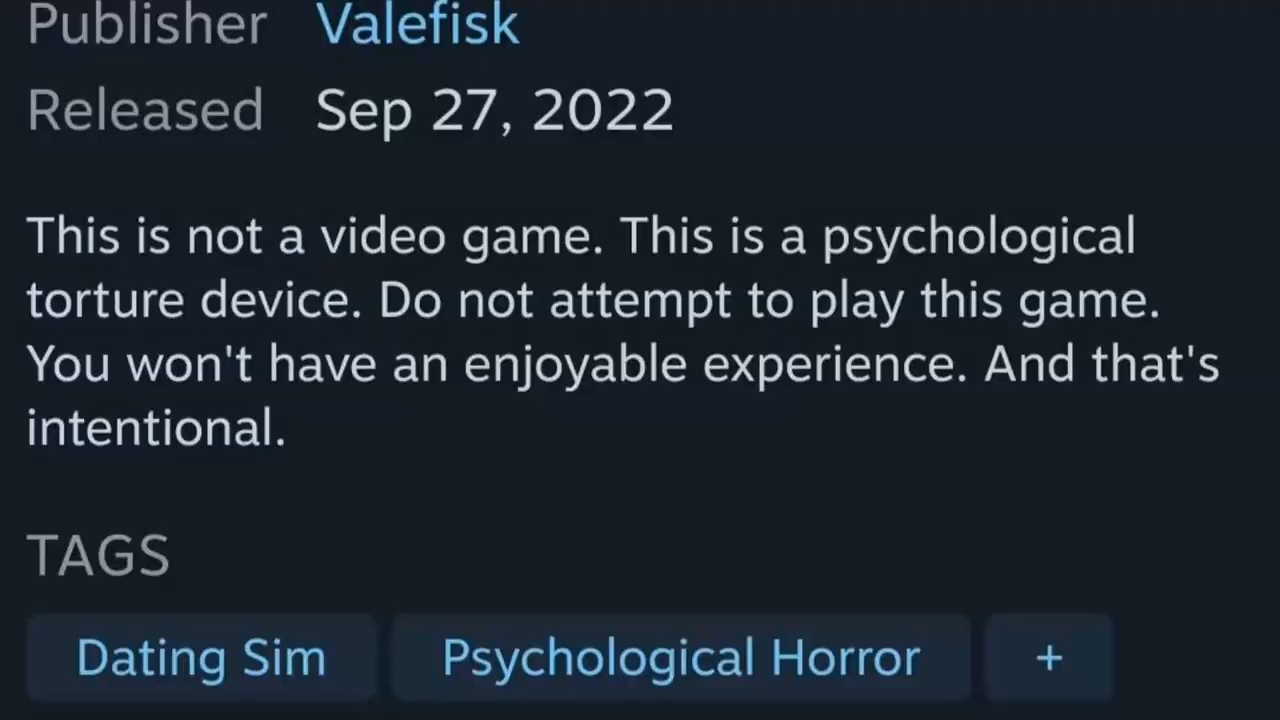 Publisher Valefisk
Released Sep 27, 2022
This is not a video game. This is a psychological
torture device. Do not attempt to play this game.
You won't have an enjoyable experience. And that's
intentional.
TAGS
Dating Sim Psychological Horror +